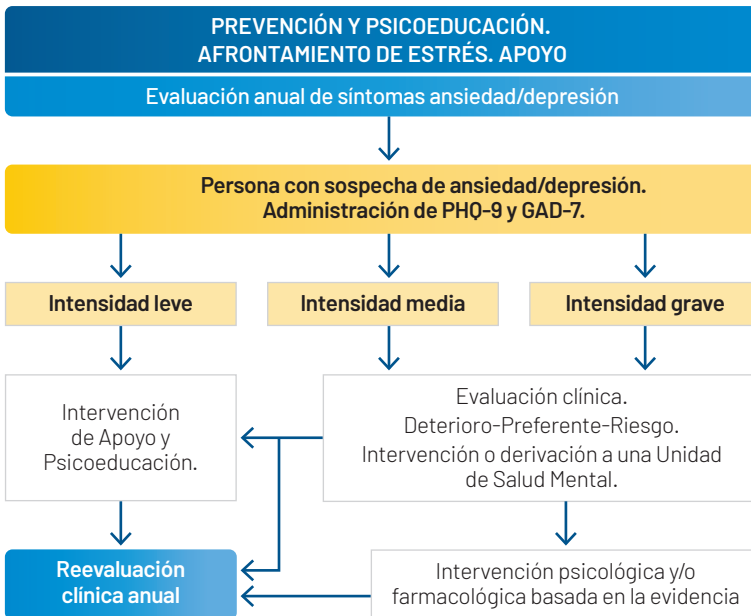 PREVENCIÓN Y PSICOEDUCACIÓN.
AFRONTAMIENTO DE ESTRÉS. APOYO
Evaluación anual de síntomas ansiedad/depresión
Persona con sospecha de ansiedad/depresión.
Administración de PHQ-9 y GAD-7.
Intensidad leve
Intensidad media
Intensidad grave
Intervención
de Apoyo y
Psicoeducación.
Evaluación clínica.
Deterioro-Preferente-Riesgo.
Intervención o derivación a una Unidad
de Salud Mental.
Reevaluación
clínica anual
Intervención psicológica y/o
farmacológica basada en la evidencia